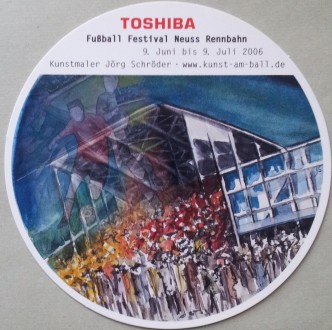 TOSHIBA
Fußball Festival Neuss Rennbahn
9. Juni bis 9. Juli 2006
Kunstmaler Jörg Schröder · www.kunst-am-ball.de